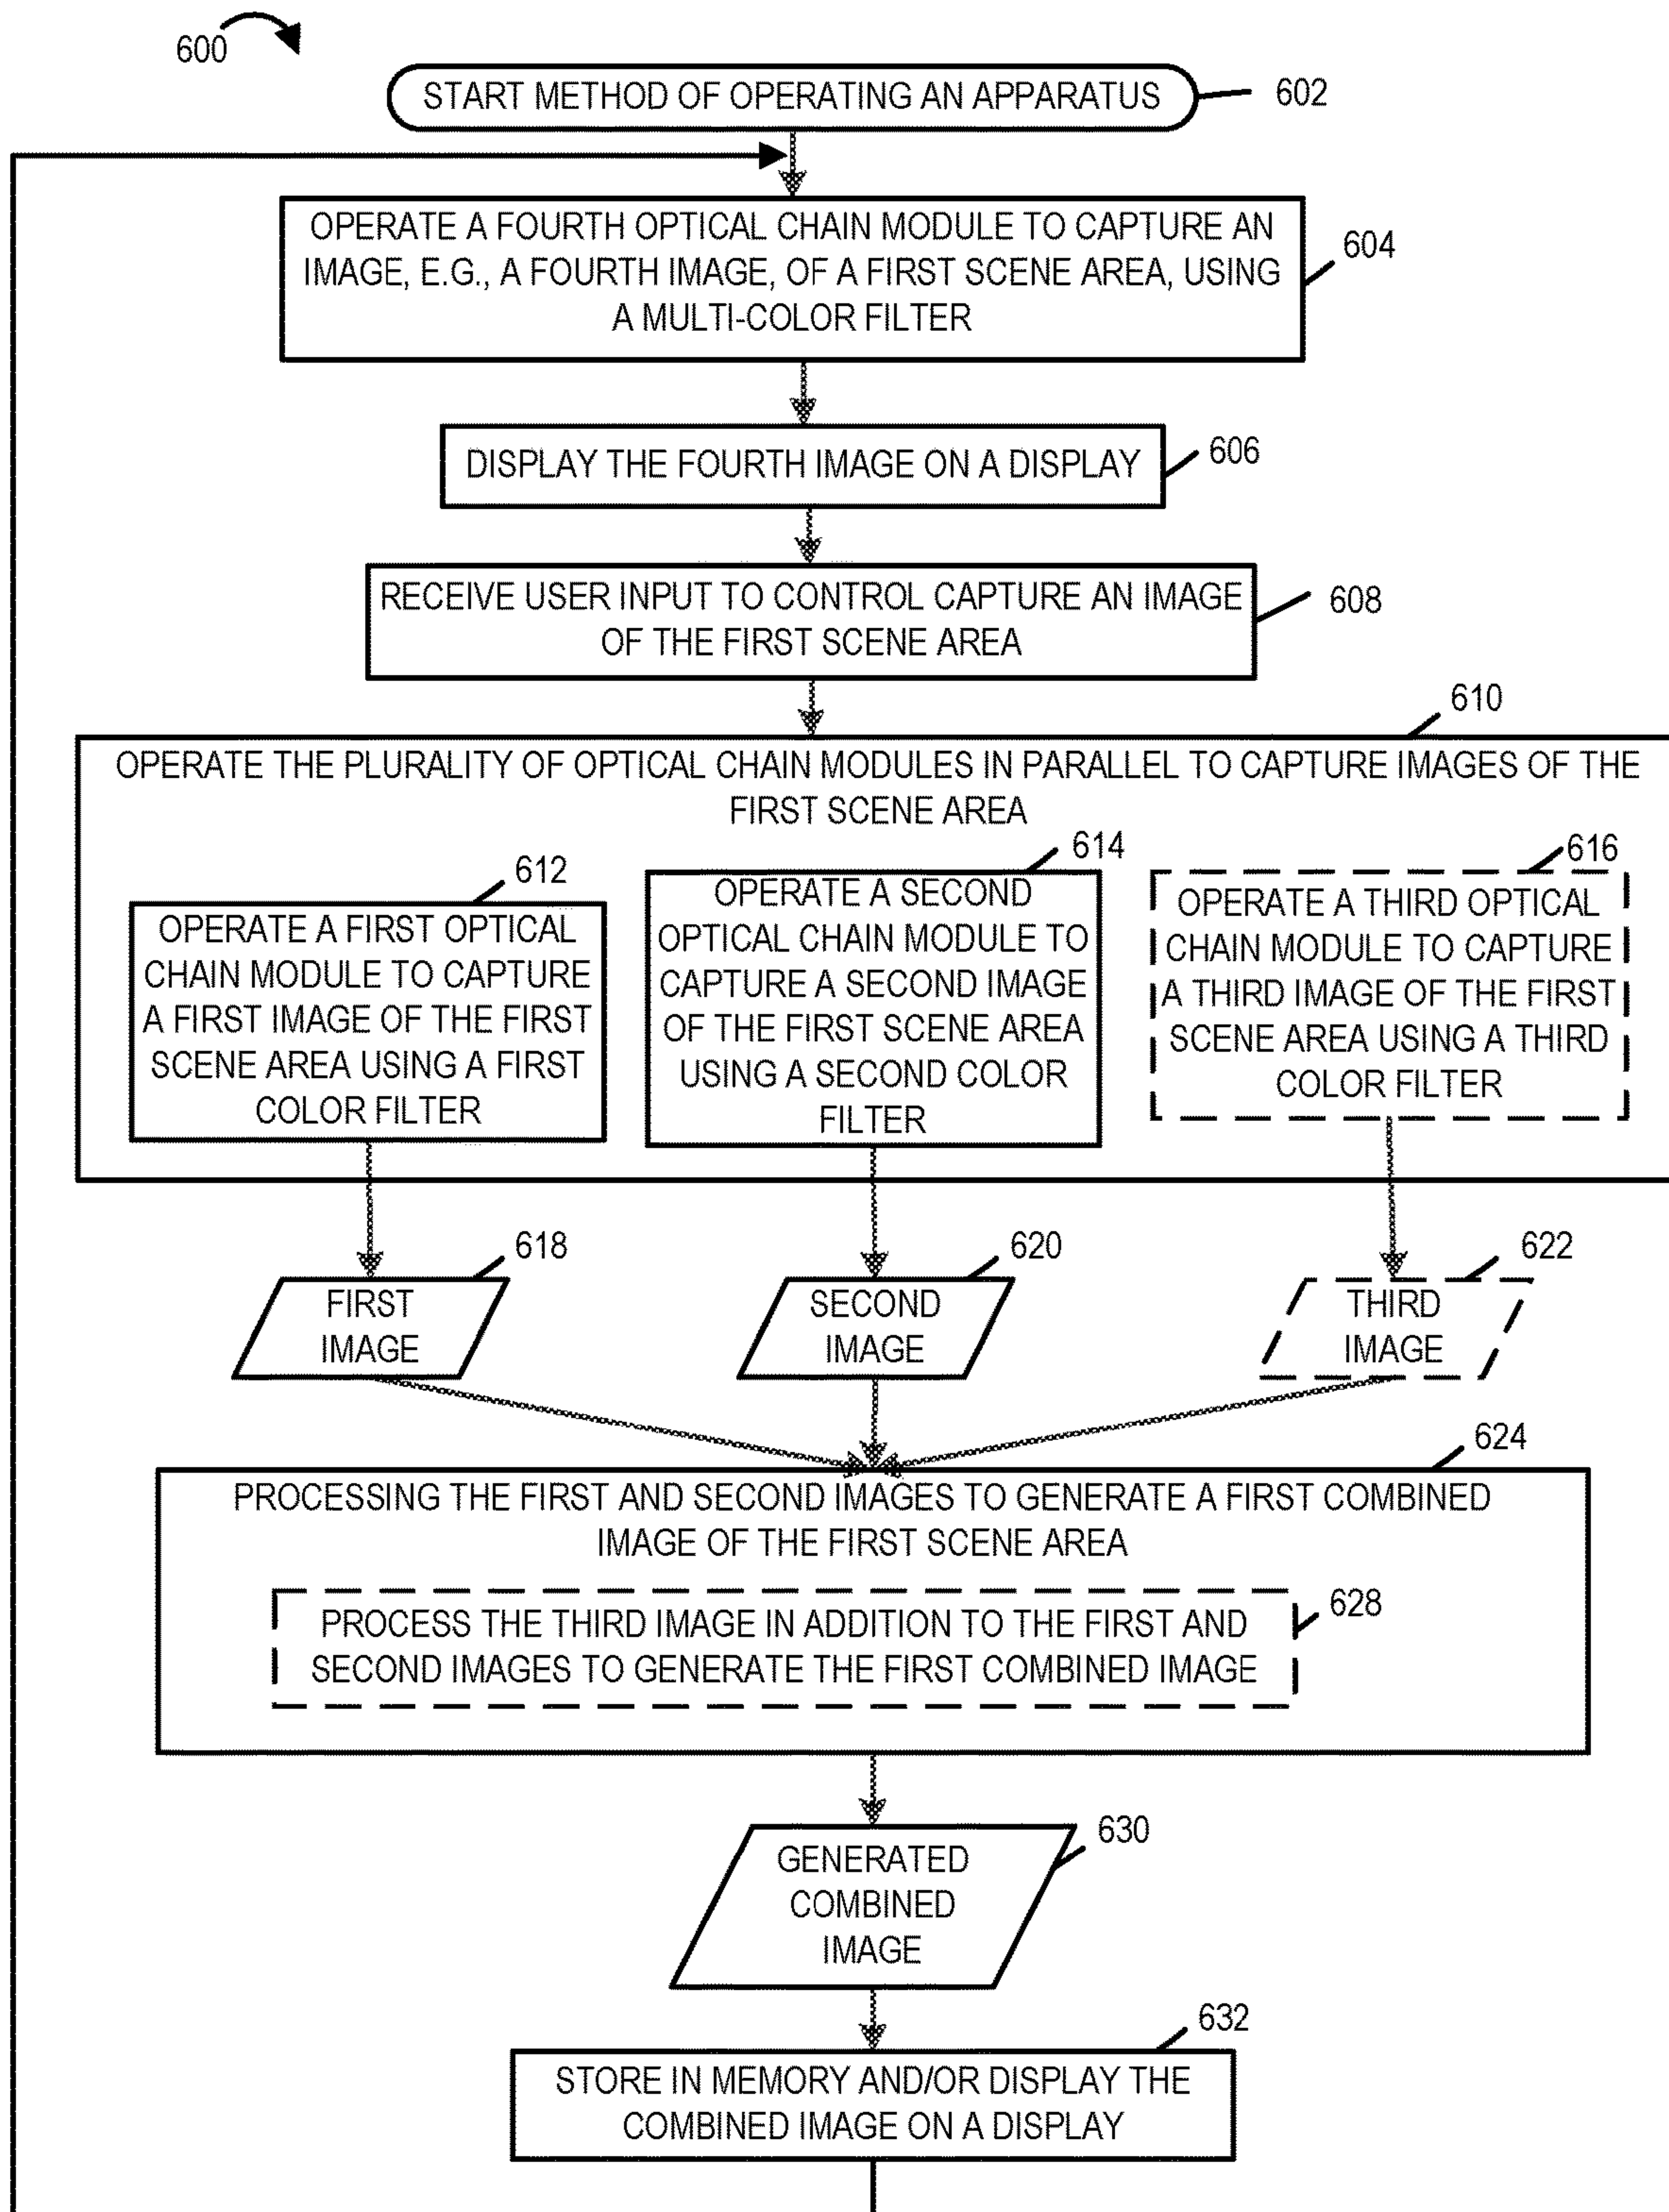 600
START METHOD OF OPERATING AN APPARATUS
602
OPERATE A FOURTH OPTICAL CHAIN MODULE TO CAPTURE AN
IMAGE, E.G., A FOURTH IMAGE, OF A FIRST SCENE AREA, USING
A MULTI-COLOR FILTER
604
DISPLAY THE FOURTH IMAGE ON A DISPLAY
606
RECEIVE USER INPUT TO CONTROL CAPTURE AN IMAGE
OF THE FIRST SCENE AREA
608
610
OPERATE THE PLURALITY OF OPTICAL CHAIN MODULES IN PARALLEL TO CAPTURE IMAGES OF THE
FIRST SCENE AREA
612
OPERATE A FIRST OPTICAL
CHAIN MODULE TO CAPTURE
A FIRST IMAGE OF THE FIRST
SCENE AREA USING A FIRST
COLOR FILTER
614
OPERATE A SECOND
OPTICAL CHAIN MODULE TO
CAPTURE A SECOND IMAGE
OF THE FIRST SCENE AREA
USING A SECOND COLOR
FILTER
616
OPERATE A THIRD OPTICAL
CHAIN MODULE TO CAPTURE
A THIRD IMAGE OF THE FIRST
SCENE AREA USING A THIRD
COLOR FILTER
618
FIRST
IMAGE
620
SECOND
IMAGE
622
THIRD
IMAGE
624
PROCESSING THE FIRST AND SECOND IMAGES TO GENERATE A FIRST COMBINED
IMAGE OF THE FIRST SCENE AREA
PROCESS THE THIRD IMAGE IN ADDITION TO THE FIRST AND
SECOND IMAGES TO GENERATE THE FIRST COMBINED IMAGE
628
630
GENERATED
COMBINED
IMAGE
632
STORE IN MEMORY AND/OR DISPLAY THE
COMBINED IMAGE ON A DISPLAY